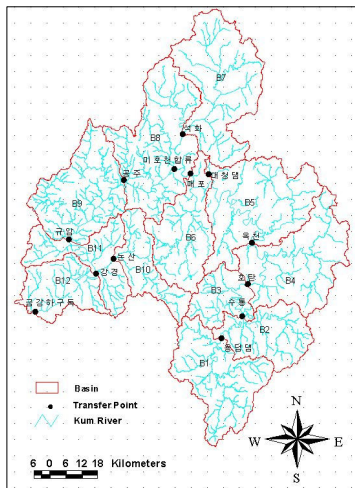 B7
B8
석화
미호천합류
매포
대청댐
공주
B9
B5
규암
B11
논산
B6
옥천
B12
강경
B10
B3
초탄
B4
금강하구둑
수통
B2
용담댐
B1
Basin
Transfer Point
Kum River
6 0 6 12 18 Kilometers
N
W E
S